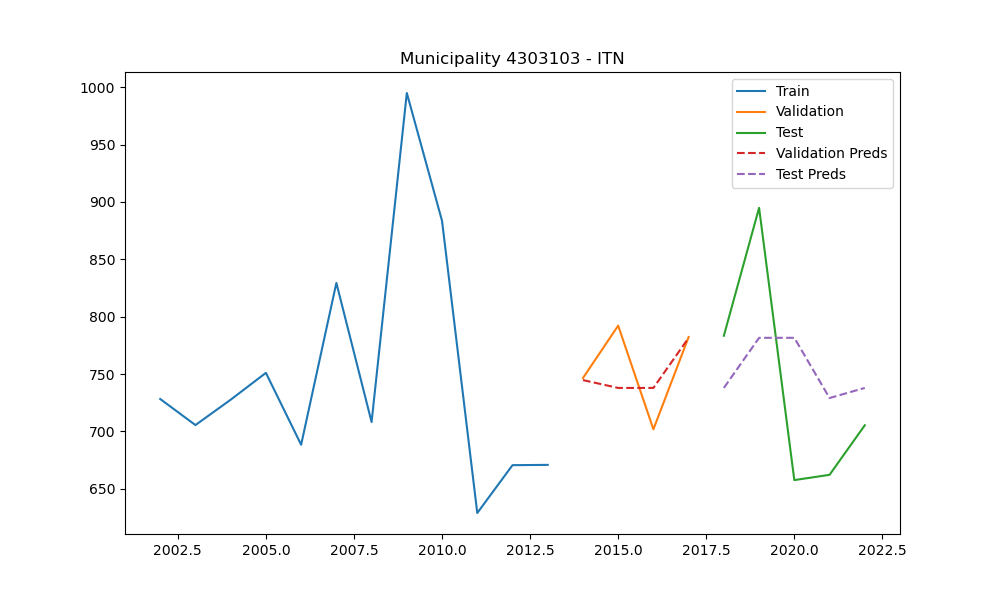 Municipality 4303103 - ITN
1000
950
900
850
800
750
700
650
2002.5 2005.0 2007.5 2010.0 2012.5 2015.0 2017.5 2020.0 2022.5
Train
Validation
Test
Validation Preds
Test Preds